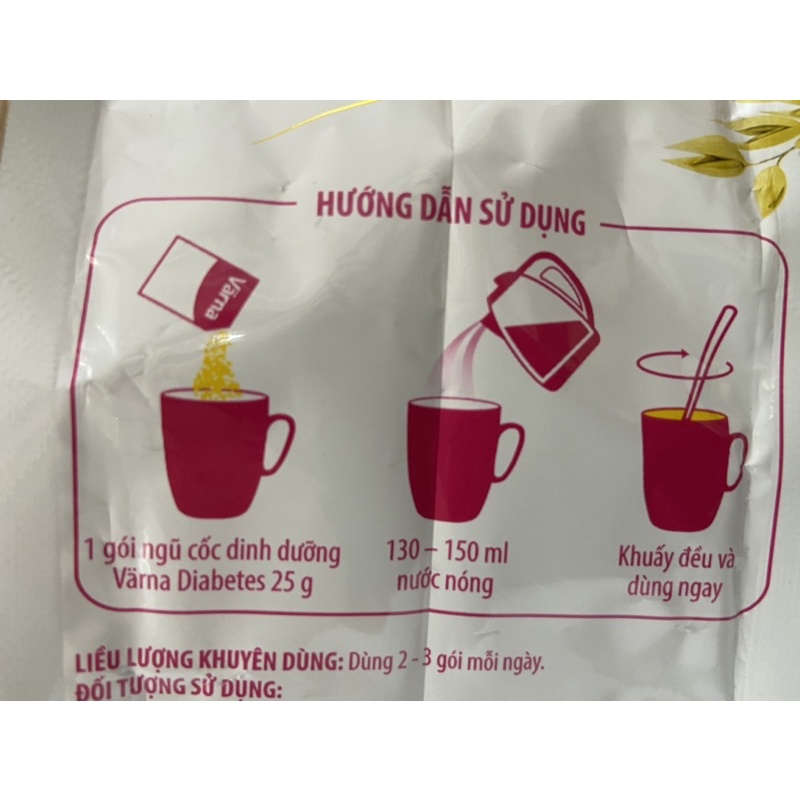 HƯỚNG DẪN SỬ DỤNG
Värna
1 gói ngũ cốc dinh dưỡng
Värna Diabetes 25 g
130 – 150 ml
nước nóng
Khuấy đều và
dùng ngay
LIỀU LƯỢNG KHUYÊN DÙNG: Dùng 2 - 3 gói mỗi ngày.
ĐỐI TƯỢNG SỬ DỤNG: